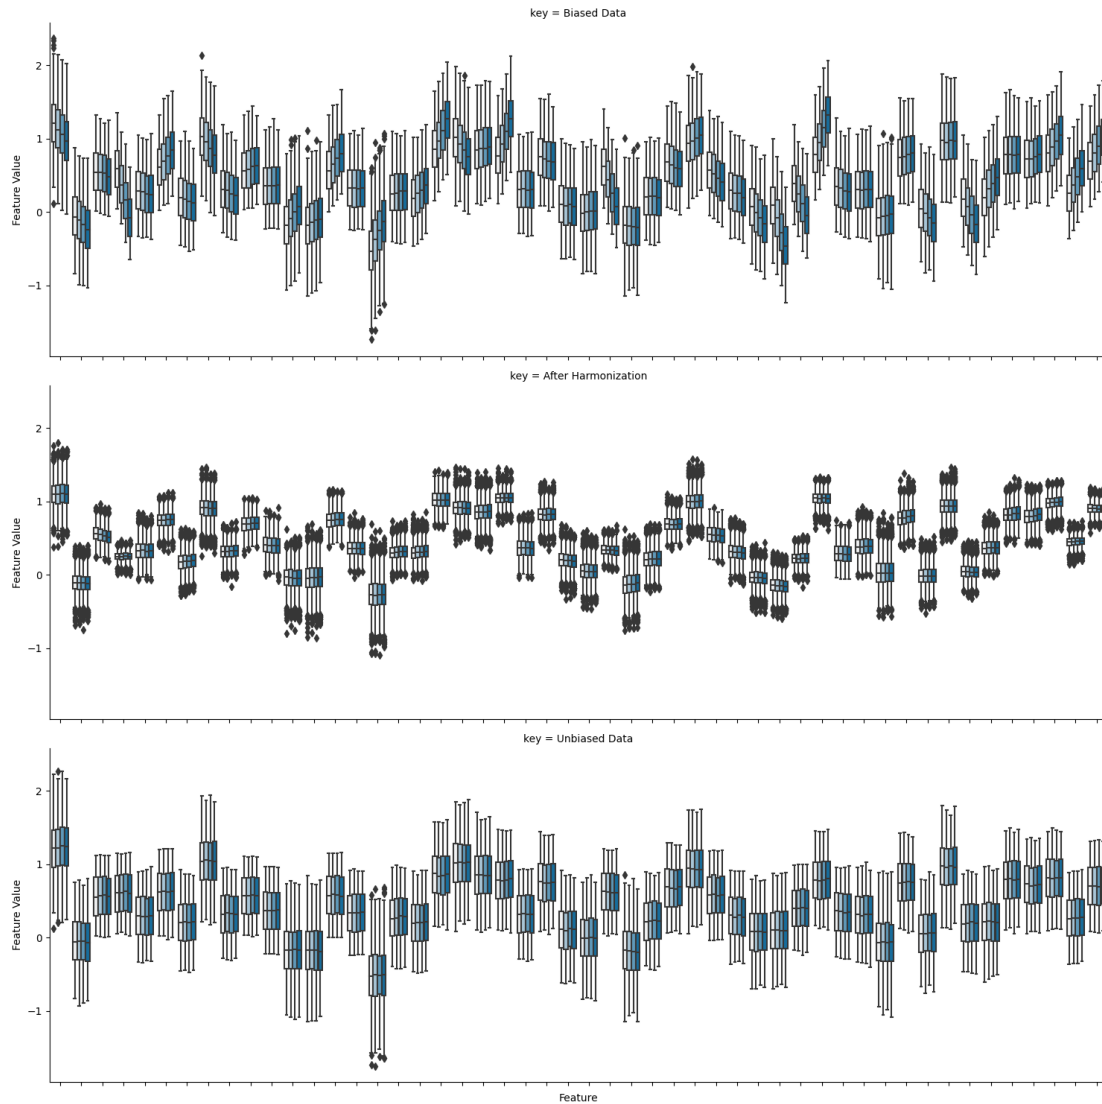 key = Biased Data
2
1
0
−1
Feature Value
key = After Harmonization
2
1
0
−1
Feature Value
key = Unbiased Data
2
1
0
−1
Feature Value
Feature